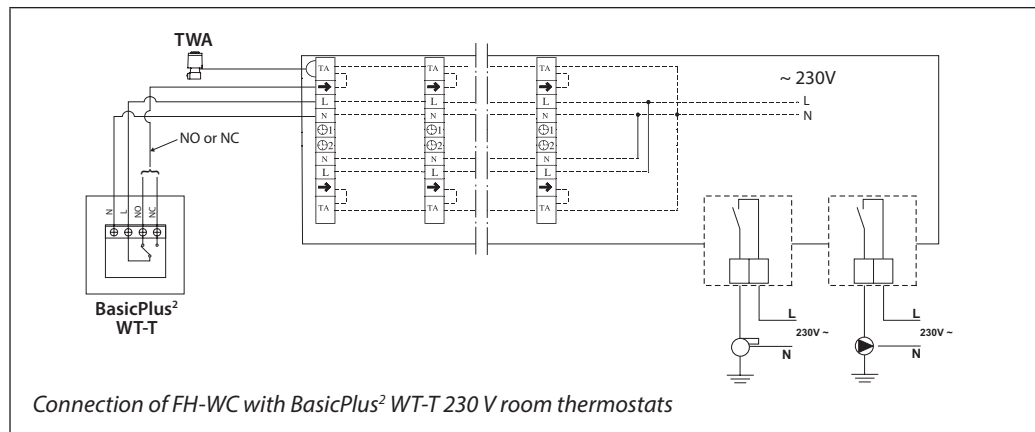 TWA
TA TA TA
~ 230V
L L L L
N N N N
1 1
2 2 2
NO or NC
N N N
L L L
N L NO NC
TA TA TA
BasicPlus²
WT-T
L L
230V ~ 230V ~
N N
Connection of FH-WC with BasicPlus² WT-T 230 V room thermostats